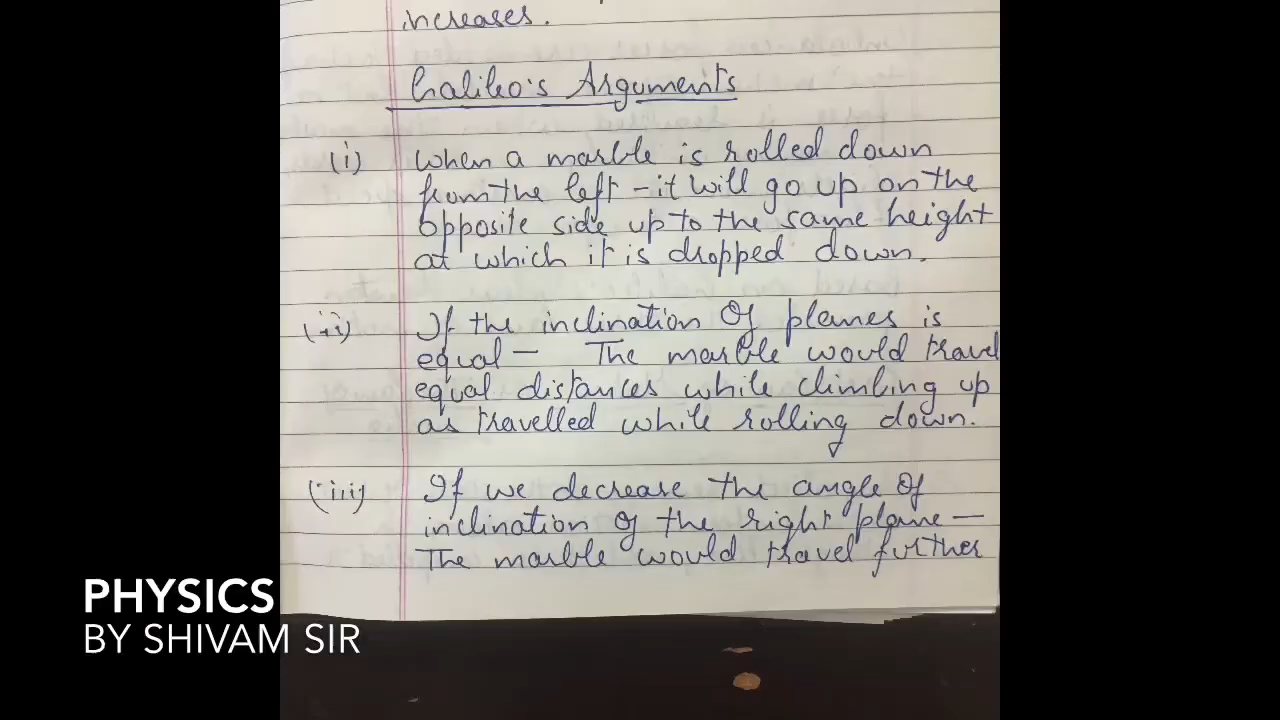 increases.
Galileo's Arguments
(i) When a marble is rolled down
from the left - it will go up on the
opposite side up to the same height
at which it is dropped down.
(ii) If the inclination of planes is
equal — The marble would travel
equal distances while climbing up
as travelled while rolling down.
(iii) If we decrease the angle of
inclination of the right plane —
The marble would travel further
PHYSICS
BY SHIVAM SIR